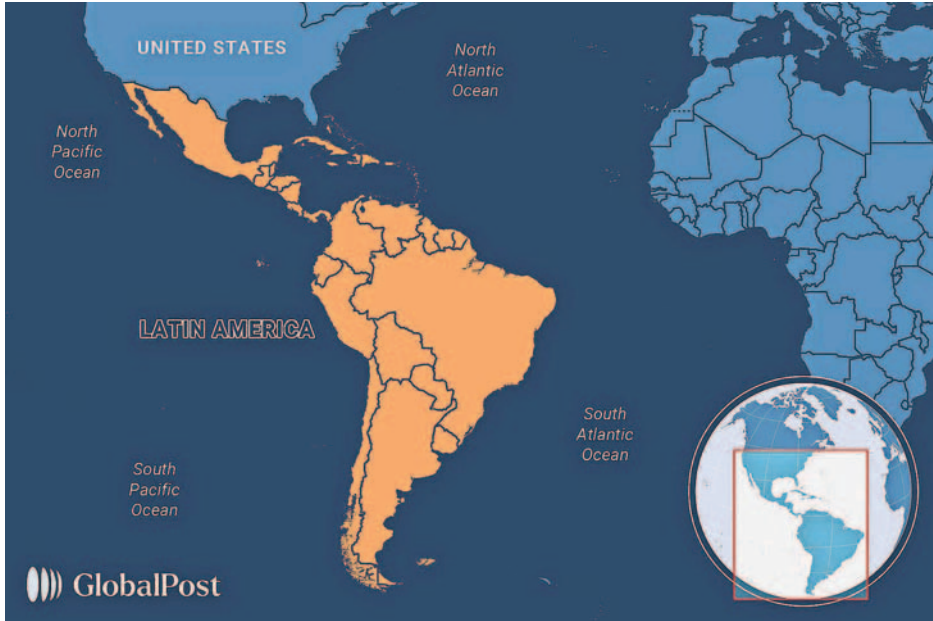 UNITED STATES
North
Atlantic
Ocean
North
Pacific
Ocean
LATIN AMERICA
South
Atlantic
Ocean
South
Pacific
Ocean
GlobalPost